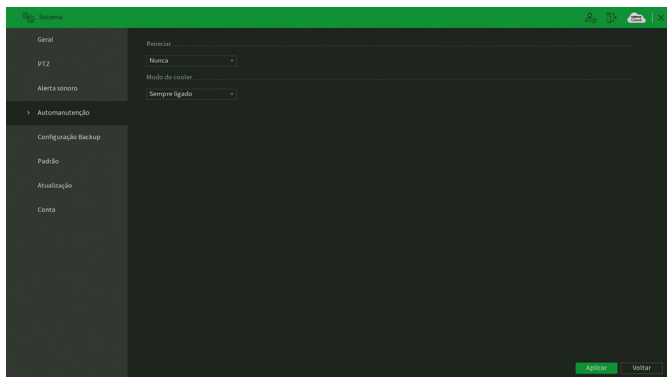 Sistema
Geral
PTZ
Alerta sonoro
Automanutenção
Configuração Backup
Padrão
Atualização
Conta
Reiniciar
Nunca
Modo do cooler
Sempre ligado
Aplicar
Voltar